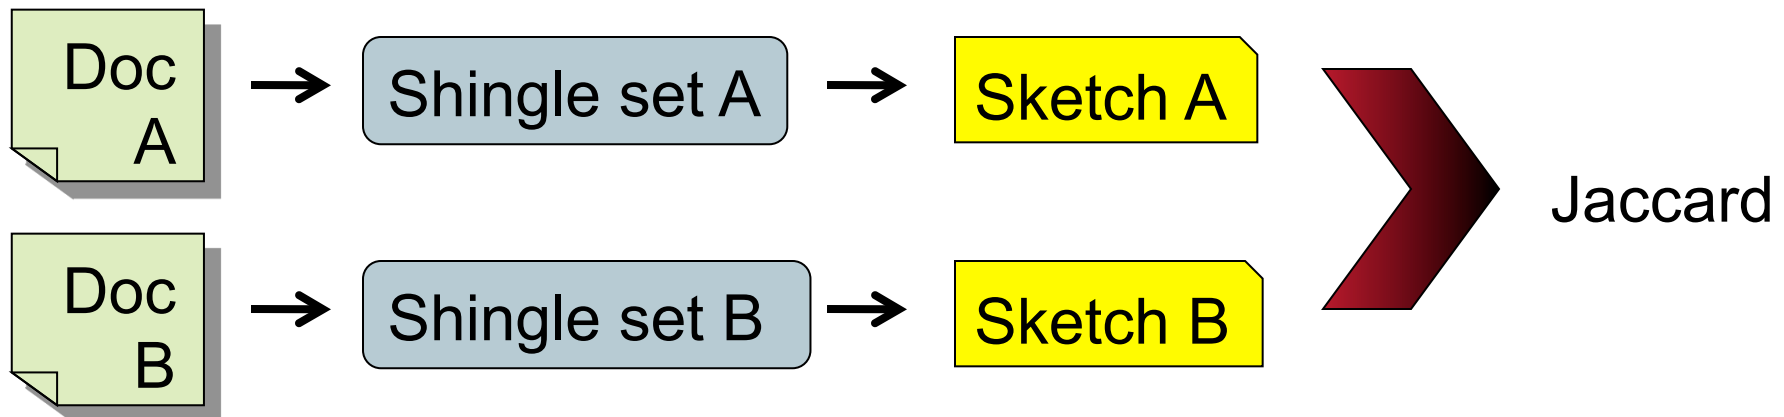 Doc
A
Shingle set A
Sketch A
Jaccard
Doc
B
Shingle set B
Sketch B